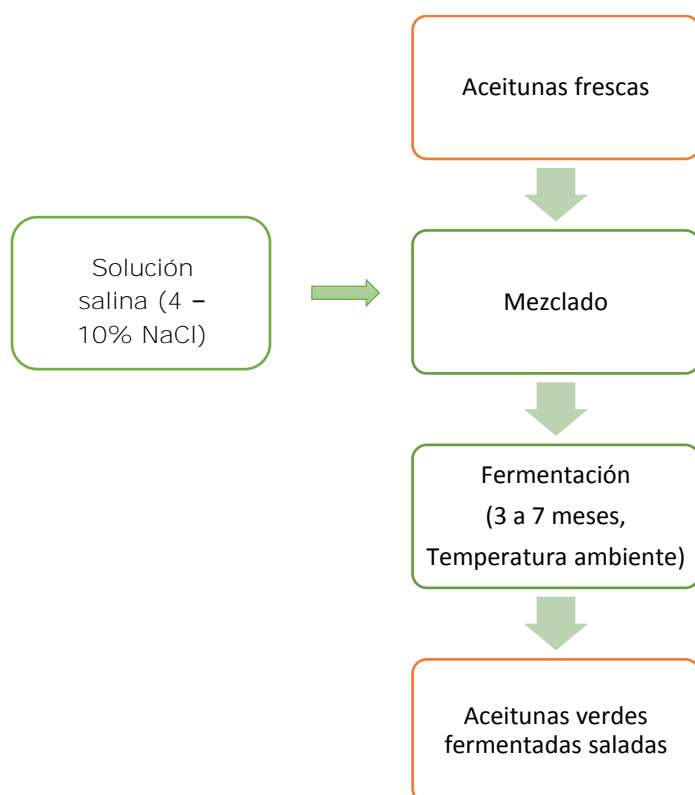 Aceitunas frescas
Solución
salina (4 –
10% NaCl)
Mezclado
Fermentación
(3 a 7 meses,
Temperatura ambiente)
Aceitunas verdes
fermentadas saladas